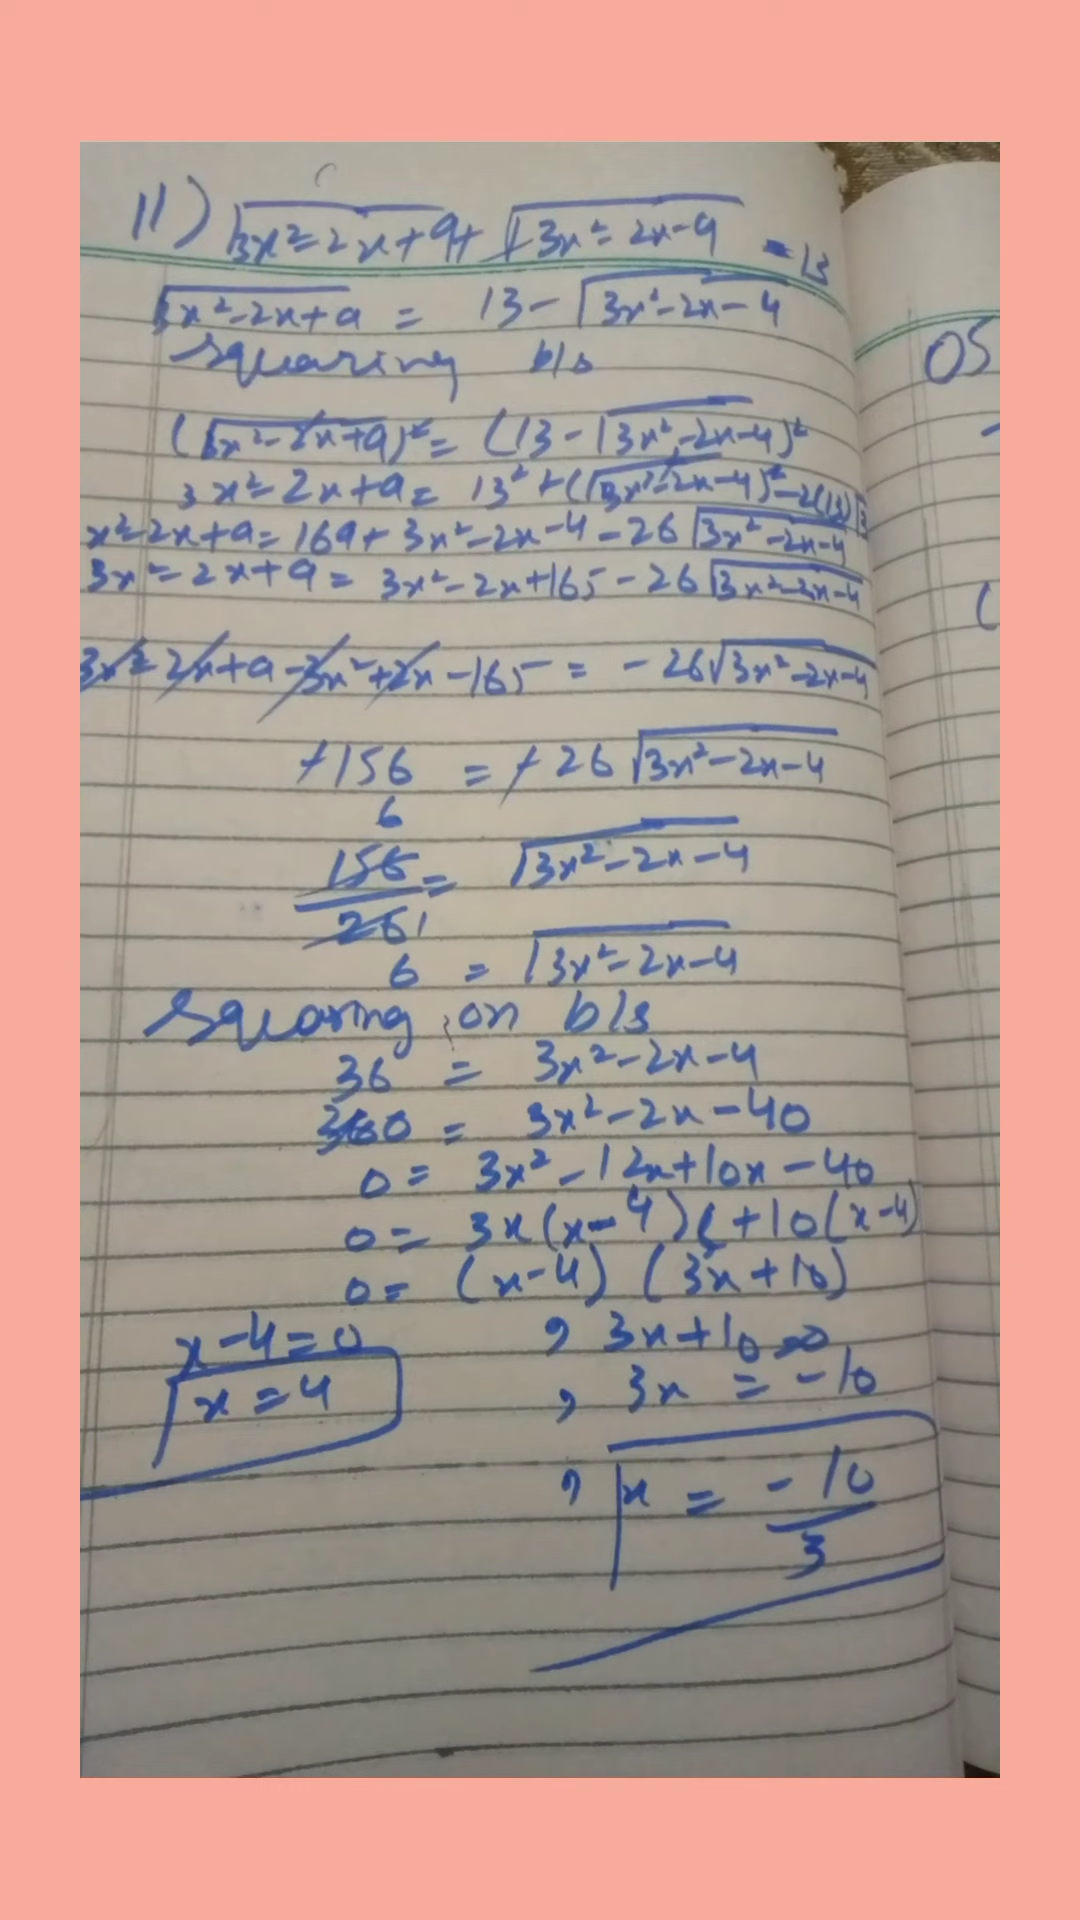 11) √3x²-2x+9 + √3x²-2x-4 = 13
√3x²-2x+9 = 13 - √3x²-2x-4
Squaring b/s
(√3x²-2x+9)² = (13 - √3x²-2x-4)²
3x²-2x+9 = 13² + (√3x²-2x-4)² - 2(13)√3
x²-2x+9 = 169 + 3x²-2x-4 - 26 √3x²-2x-4
3x²-2x+9 = 3x²-2x+165 - 26 √3x²-2x-4
3x²-2x+9-3x²+2x-165 = -26√3x²-2x-4
+156 = +26 √3x²-2x-4
6
156 = √3x²-2x-4
261
6 = √3x²-2x-4
Squaring on b/s
36 = 3x²-2x-4
0 = 3x²-2x-40
0 = 3x²-12x+10x-40
0 = 3x(x-4)(+10(x-4)
0 = (x-4) (3x+10)
x-4=0 , 3x+10=0
x=4 , 3x = -10
, x = -10
3
OS
(